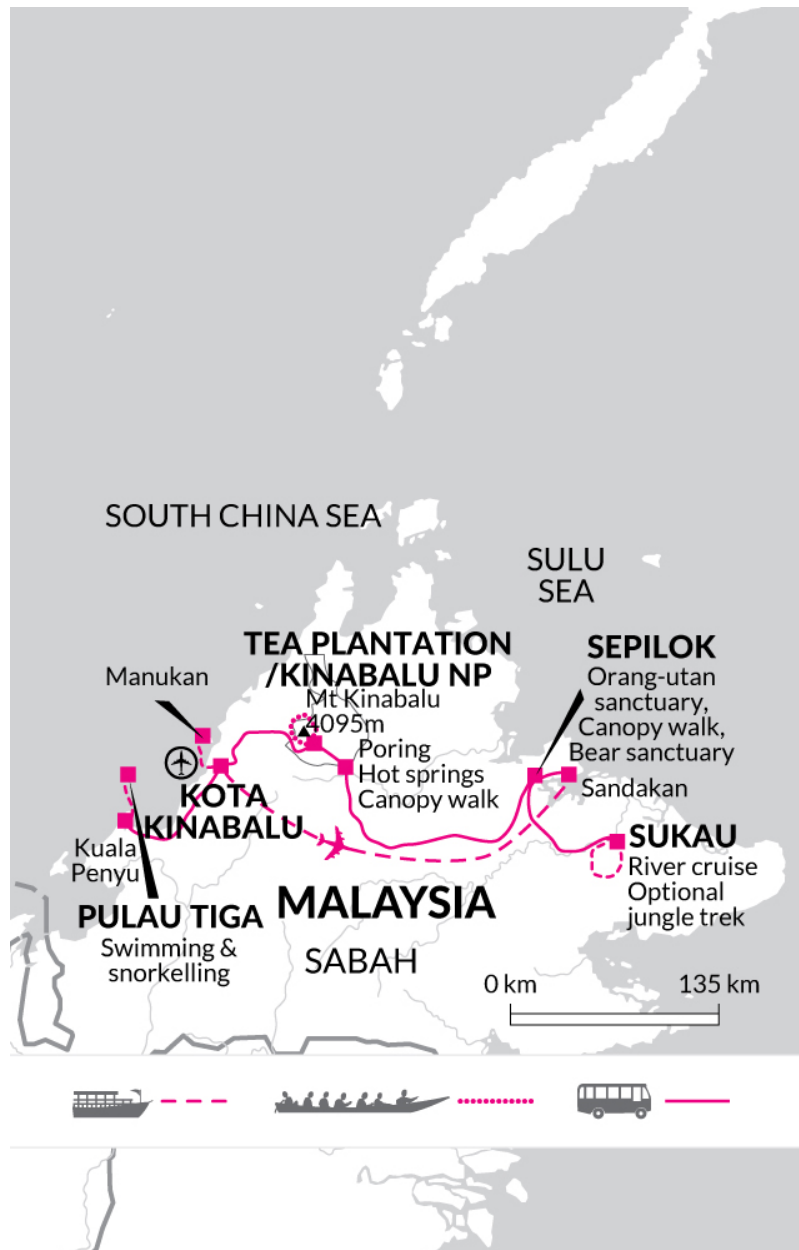 SOUTH CHINA SEA
SULU
SEA
TEA PLANTATION
/KINABALU NP
Mt Kinabalu
4095m
SEPILOK
Orang-utan
sanctuary,
Canopy walk,
Bear sanctuary
Manukan
Poring
Hot springs
Canopy walk
Sandakan
KOTA
KINABALU
Kuala
Penyu
SUKAU
River cruise
Optional
jungle trek
PULAU TIGA
Swimming &
snorkelling
MALAYSIA
SABAH
0 km
135 km